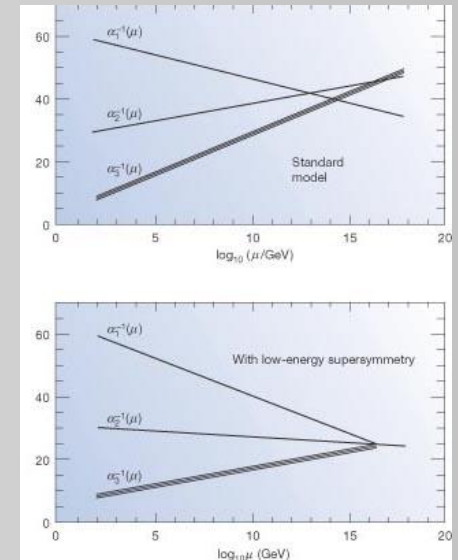 60
α₁⁻¹(μ)
40
α₂⁻¹(μ)
20
α₃⁻¹(μ)
Standard
model
0
0 5 10 15 20
log₁₀ (μ/GeV)
60
α₁⁻¹(μ)
With low-energy supersymmetry
40
α₂⁻¹(μ)
20
α₃⁻¹(μ)
0
0 5 10 15 20
log₁₀μ (GeV)